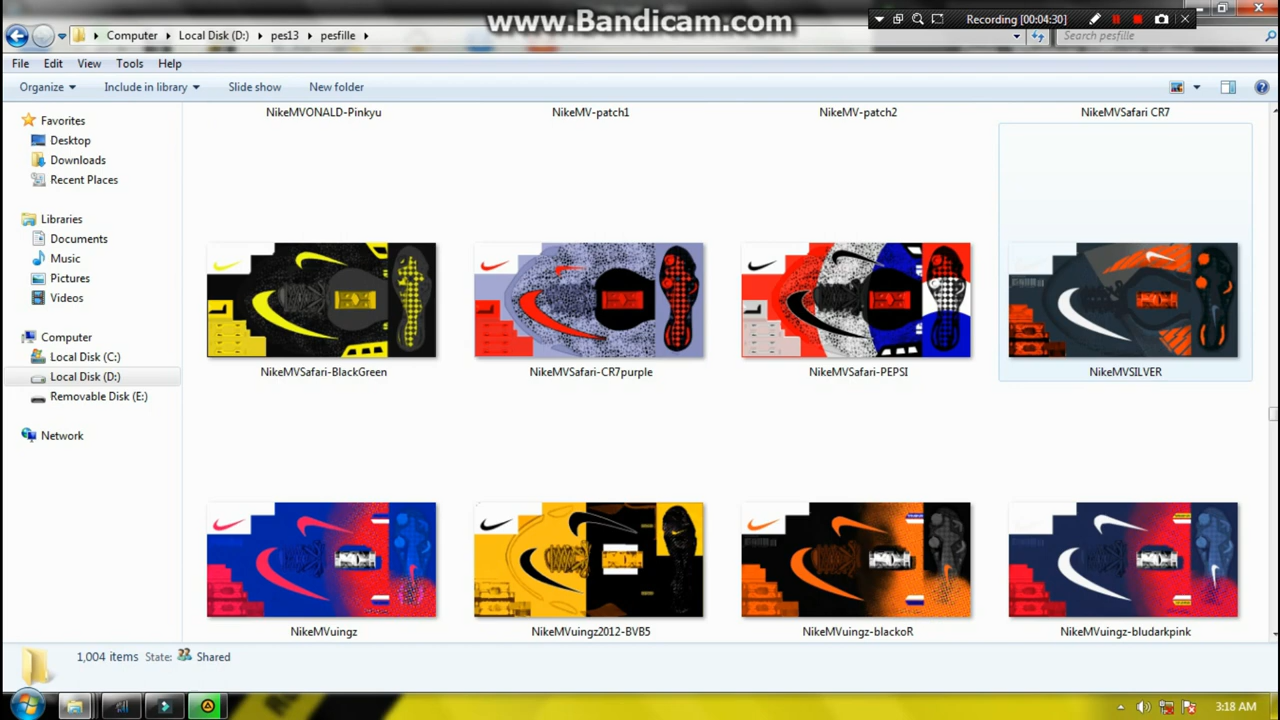 www.Bandicam.com
Recording [00:04:30]
Computer Local Disk (D:) pes13 pesfille
Search pesfille
File Edit View Tools Help
Organize Include in library Slide show New folder
NikeMVONALD-Pinkyu NikeMV-patch1 NikeMV-patch2 NikeMVSafari CR7
Favorites
Desktop
Downloads
Recent Places
Libraries
Documents
Music
Pictures
Videos
Computer
Local Disk (C:)
Local Disk (D:)
Removable Disk (E:)
Network
NikeMVSafari-BlackGreen NikeMVSafari-CR7purple NikeMVSafari-PEPSI NikeMVSILVER
NikeMVuingz NikeMVuingz2012-BVB5 NikeMVuingz-blackoR NikeMVuingz-bludarkpink
1,004 items State: Shared
3:18 AM